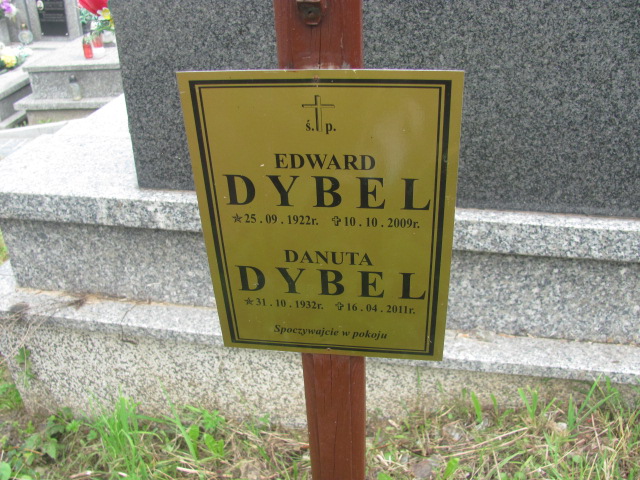 ś. p.
EDWARD
DYBEL
☆25.09.1922r. ✞10.10.2009r.
DANUTA
DYBEL
☆31.10.1932r. ✞16.04.2011r.
Spoczywajcie w pokoju